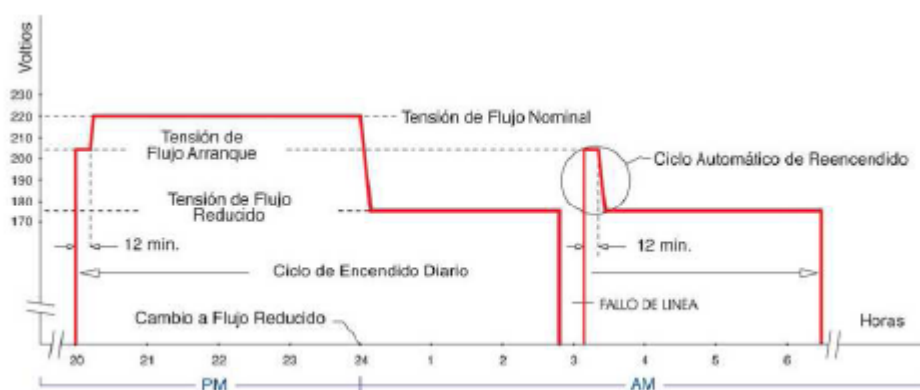 Voltios
230
220
210
200
190
180
170
Tensión de Flujo Nominal
Tensión de
Flujo Arranque
Ciclo Automático de Reencendido
Tensión de Flujo
Reducido
12 min.
12 min.
Ciclo de Encendido Diario
FALLO DE LINEA
Cambio a Flujo Reducido
Horas
20 21 22 23 24 1 2 3 4 5 6
PM AM